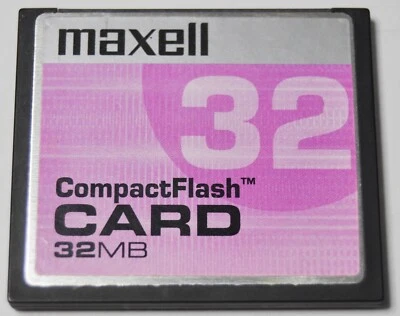 maxell
32
CompactFlash™
CARD
32MB